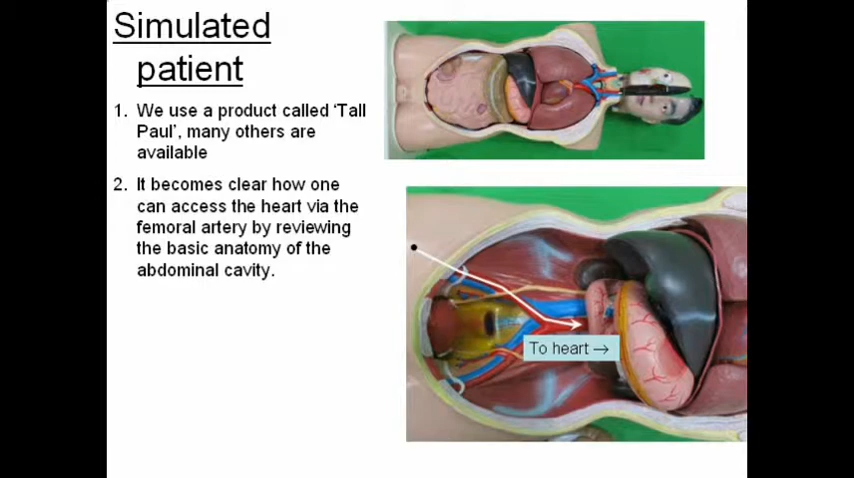 Simulated
patient
1. We use a product called ‘Tall
Paul’, many others are
available
2. It becomes clear how one
can access the heart via the
femoral artery by reviewing
the basic anatomy of the
abdominal cavity.
To heart →